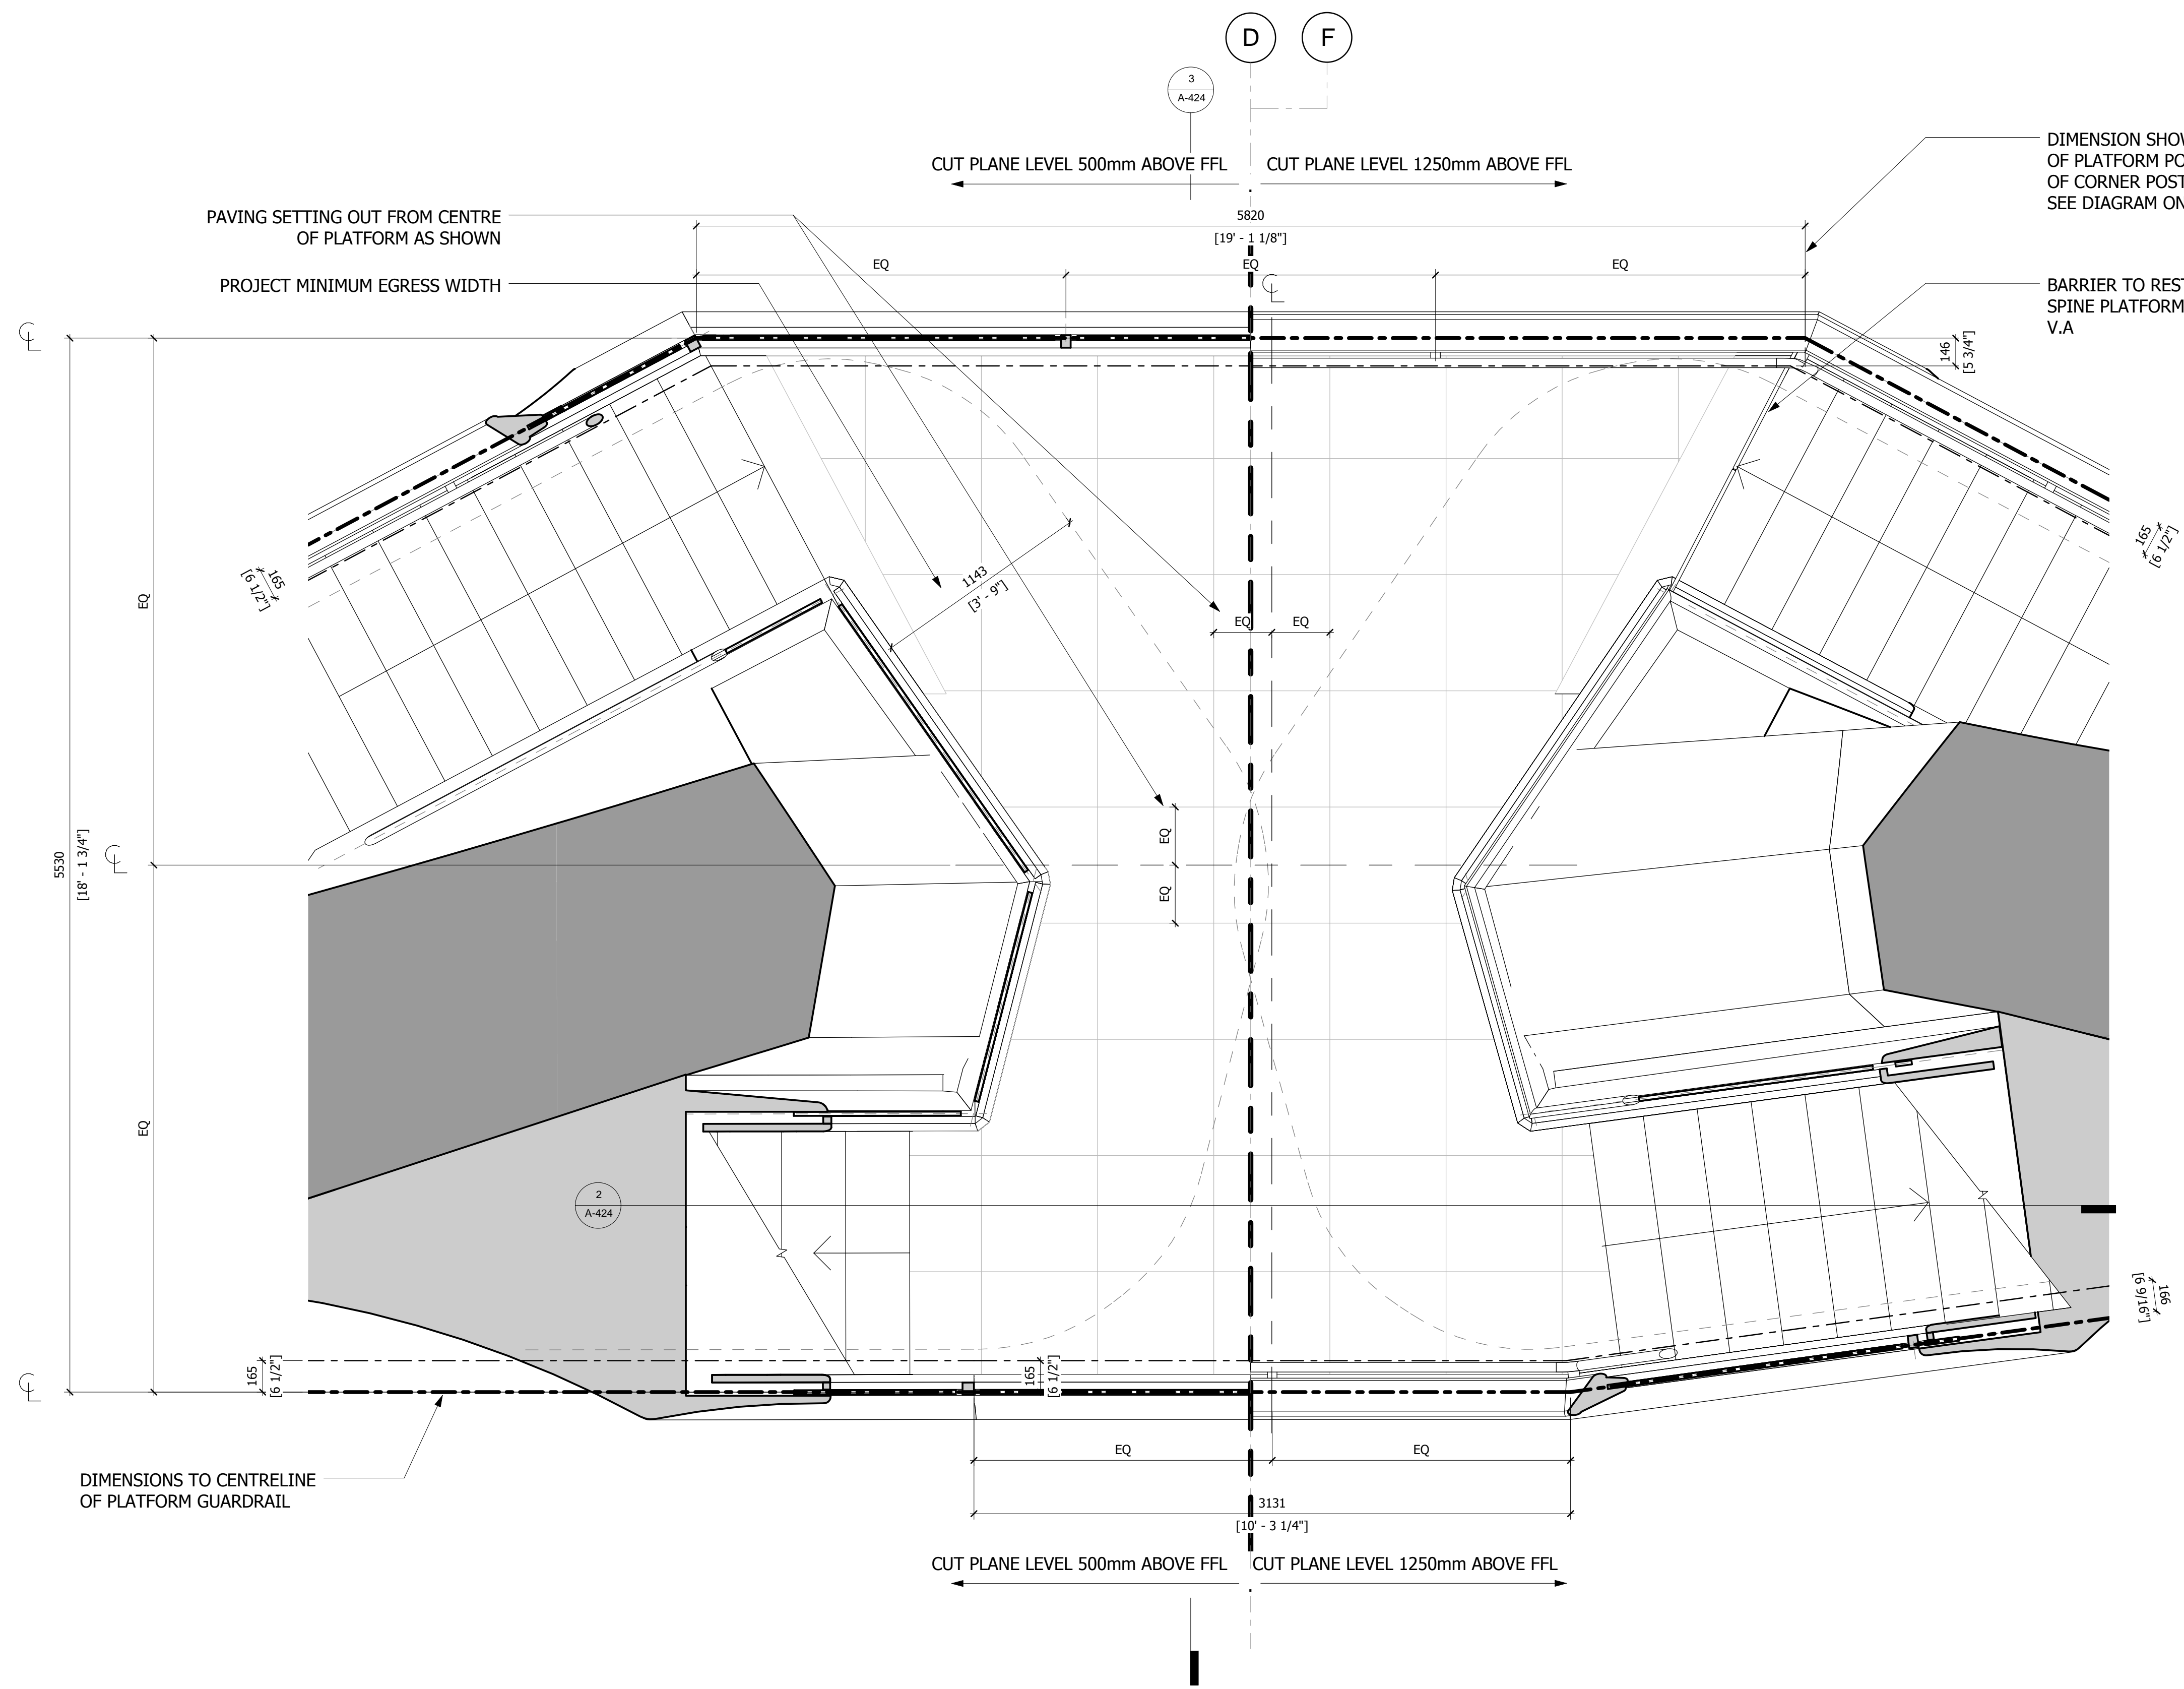 D
F
3
A-424
CUT PLANE LEVEL 500mm ABOVE FFL
CUT PLANE LEVEL 1250mm ABOVE FFL
DIMENSION SHOW
OF PLATFORM PO
OF CORNER POST
SEE DIAGRAM ON
PAVING SETTING OUT FROM CENTRE
OF PLATFORM AS SHOWN
5820
[19' - 1 1/8"]
EQ
EQ
EQ
PROJECT MINIMUM EGRESS WIDTH
BARRIER TO REST
SPINE PLATFORM
V.A
146
[5 3/4"]
165
[6 1/2"]
165
[6 1/2"]
1143
[3' - 9"]
EQ
EQ
EQ
EQ
EQ
5530
[18' - 1 3/4"]
EQ
EQ
2
A-424
166
[6 9/16"]
165
[6 1/2"]
165
[6 1/2"]
EQ
EQ
DIMENSIONS TO CENTRELINE
OF PLATFORM GUARDRAIL
3131
[10' - 3 1/4"]
CUT PLANE LEVEL 500mm ABOVE FFL
CUT PLANE LEVEL 1250mm ABOVE FFL